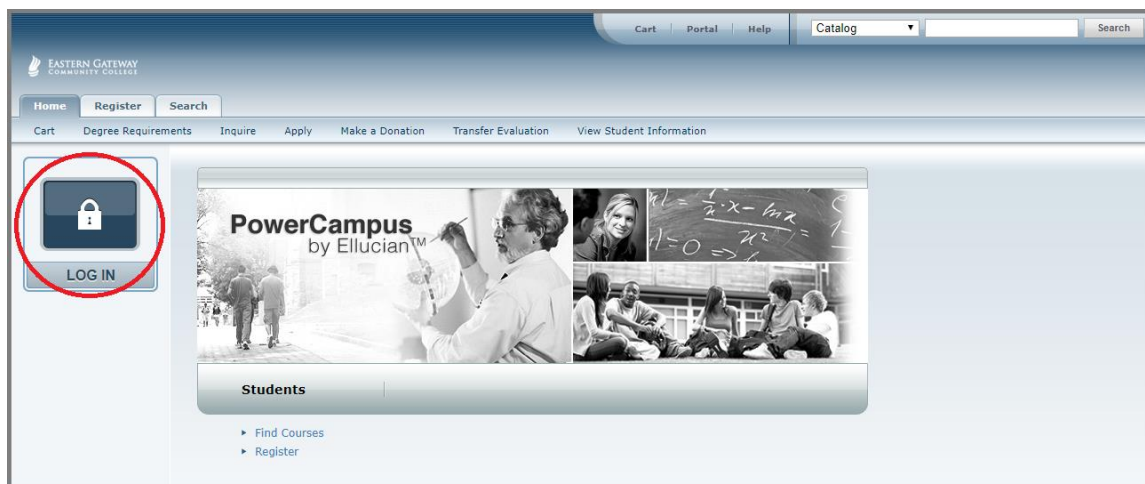 Cart Portal Help Catalog Search
EASTERN GATEWAY
COMMUNITY COLLEGE
Home Register Search
Cart Degree Requirements Inquire Apply Make a Donation Transfer Evaluation View Student Information
LOG IN
PowerCampus
by Ellucian™
Students
Find Courses
Register